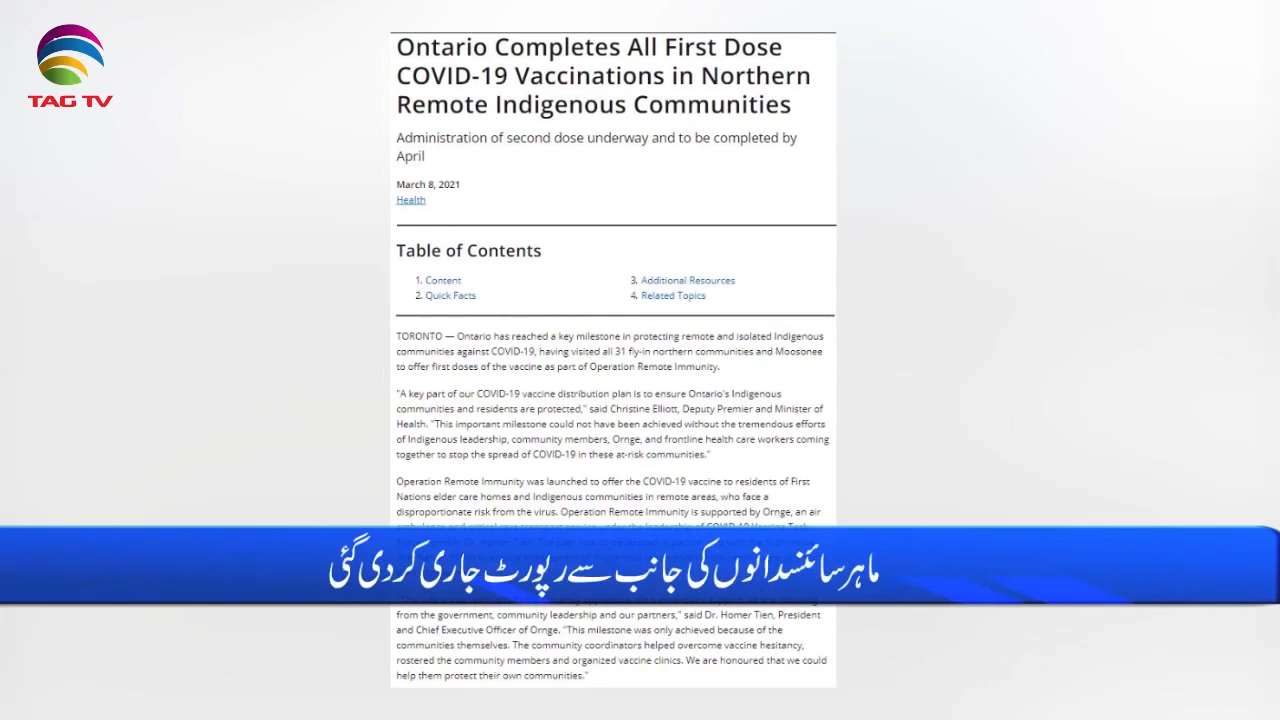 TAG TV
Ontario Completes All First Dose
COVID-19 Vaccinations in Northern
Remote Indigenous Communities
Administration of second dose underway and to be completed by
April
March 8, 2021
Health
Table of Contents
1. Content
2. Quick Facts
3. Additional Resources
4. Related Topics
TORONTO — Ontario has reached a key milestone in protecting remote and isolated Indigenous
communities against COVID-19, having visited all 31 fly-in northern communities and Moosonee
to offer first doses of the vaccine as part of Operation Remote Immunity.
"A key part of our COVID-19 vaccine distribution plan is to ensure Ontario's Indigenous
communities and residents are protected," said Christine Elliott, Deputy Premier and Minister of
Health. "This important milestone could not have been achieved without the tremendous efforts
of Indigenous leadership, community members, Ornge, and frontline health care workers coming
together to stop the spread of COVID-19 in these at-risk communities."
Operation Remote Immunity was launched to offer the COVID-19 vaccine to residents of First
Nations elder care homes and Indigenous communities in remote areas, who face a
disproportionate risk from the virus. Operation Remote Immunity is supported by Ornge, an air
ماہر سائنسدانوں کی جانب سے رپورٹ جاری کردی گئی
from the government, community leadership and our partners," said Dr. Homer Tien, President
and Chief Executive Officer of Ornge. "This milestone was only achieved because of the
communities themselves. The community coordinators helped overcome vaccine hesitancy,
rostered the community members and organized vaccine clinics. We are honoured that we could
help them protect their own communities."